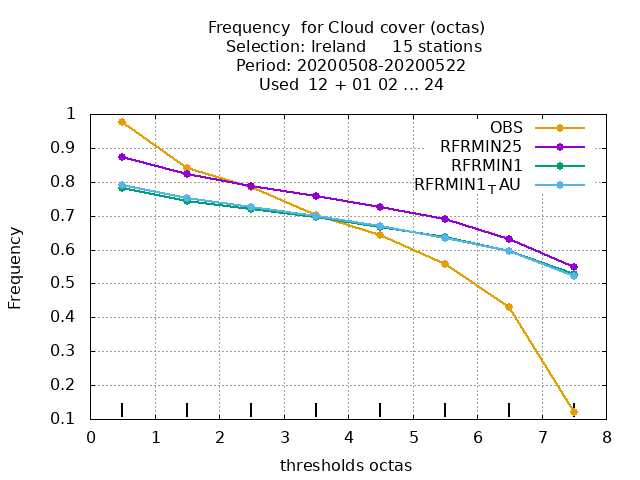 Frequency  for Cloud cover (octas)
Selection: Ireland     15 stations
Period: 20200508-20200522
Used  12 + 01 02 ... 24
OBS
RFRMIN25
RFRMIN1
RFRMIN1_TAU
1
0.9
0.8
0.7
0.6
0.5
0.4
0.3
0.2
0.1
Frequency
0 1 2 3 4 5 6 7 8
thresholds octas